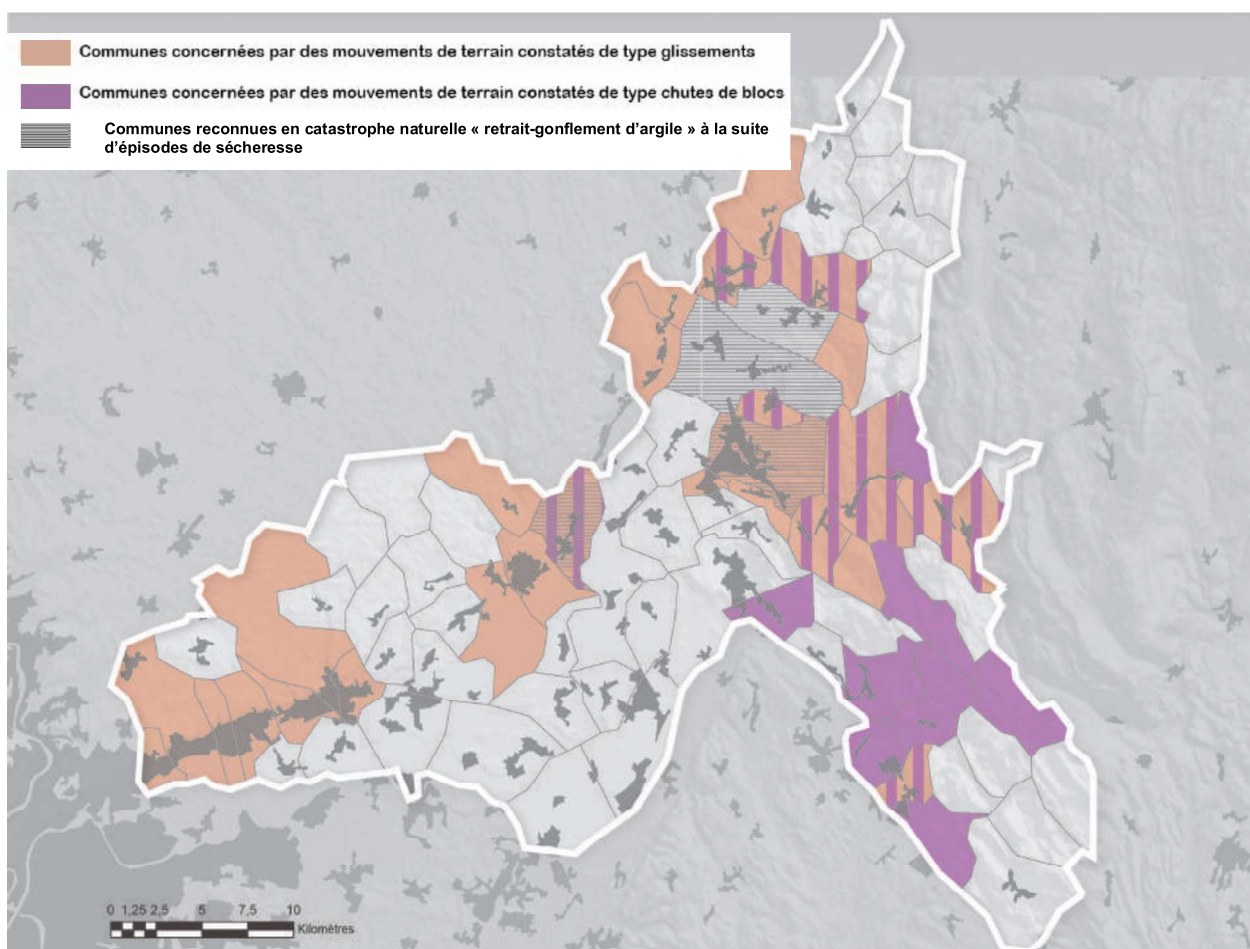 Communes concernées par des mouvements de terrain constatés de type glissements
Communes concernées par des mouvements de terrain constatés de type chutes de blocs
Communes reconnues en catastrophe naturelle « retrait-gonflement d'argile » à la suite
d'épisodes de sécheresse
0 1,25 2,5 5 7,5 10
Kilomètres